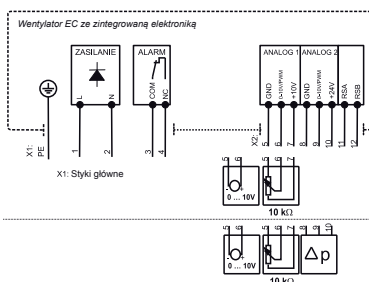 Wentylator EC ze zintegrowaną elektroniką
ZASILANIE
ALARM
ANALOG 1
ANALOG 2
L
N
COM
NC
GND
0-10V/PWM
+10V
GND
0-10V/PWM
+24V
RSA
RSB
X1:
PE
1
2
3
4
X2:
5
6
7
8
9
10
11
12
X1: Styki główne
5
6
5
6
7
- +
0 ... 10V
10 kΩ
5
6
5
6
7
8
9
10
- +
0 ... 10V
Δp
10 kΩ